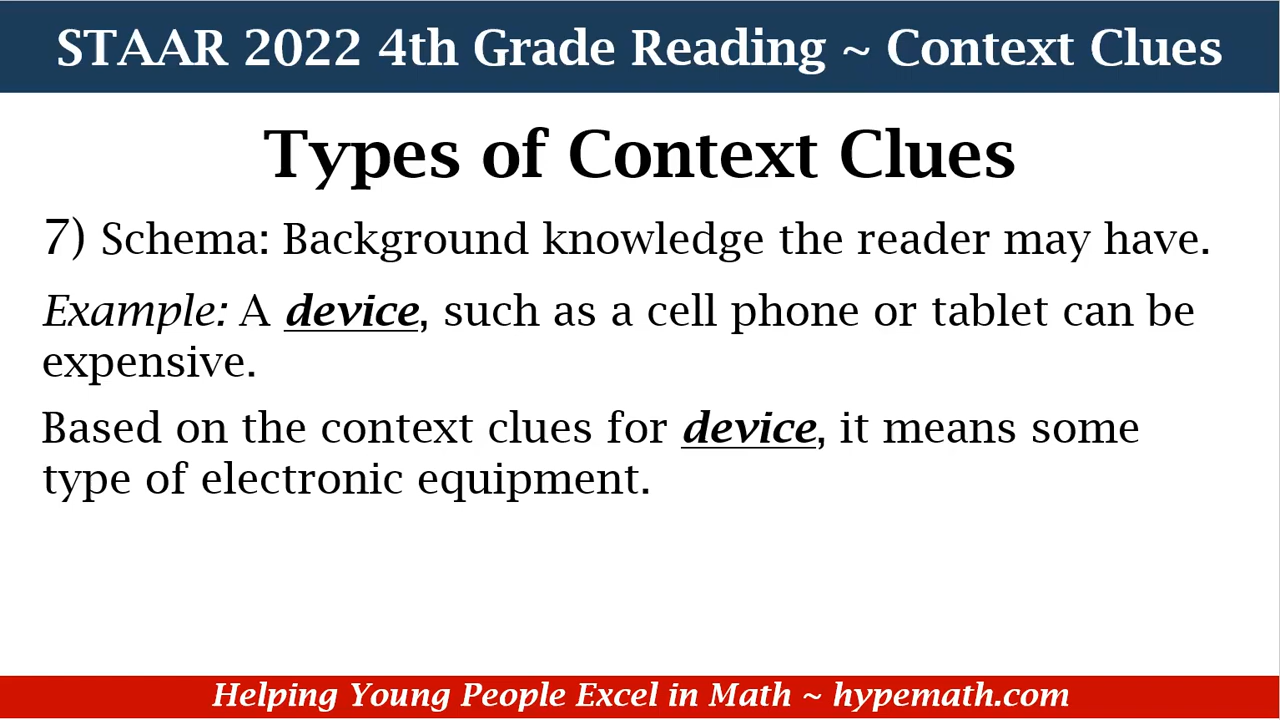 STAAR 2022 4th Grade Reading ~ Context Clues
Types of Context Clues
7) Schema: Background knowledge the reader may have.
Example: A device, such as a cell phone or tablet can be
expensive.
Based on the context clues for device, it means some
type of electronic equipment.
Helping Young People Excel in Math ~ hypemath.com